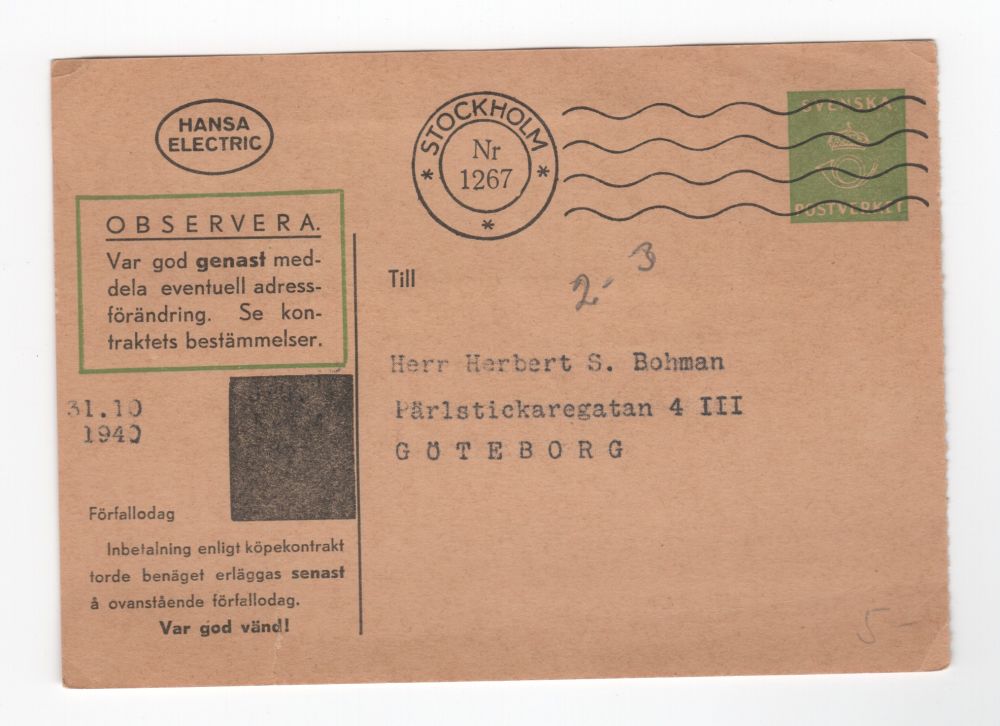 HANSA
ELECTRIC
STOCKHOLM
Nr
1267
SVENSKA
POSTVERKET
OBSERVERA.
Var god genast med-
dela eventuell adress-
förändring. Se kon-
traktets bestämmelser.
Till
2- 3
Herr Herbert S. Bohman
Pärlstickaregatan 4 III
GÖTEBORG
31.10
1940
Förfallodag
Inbetalning enligt köpekontrakt
torde benäget erläggas senast
å ovanstående förfallodag.
Var god vänd!
5-